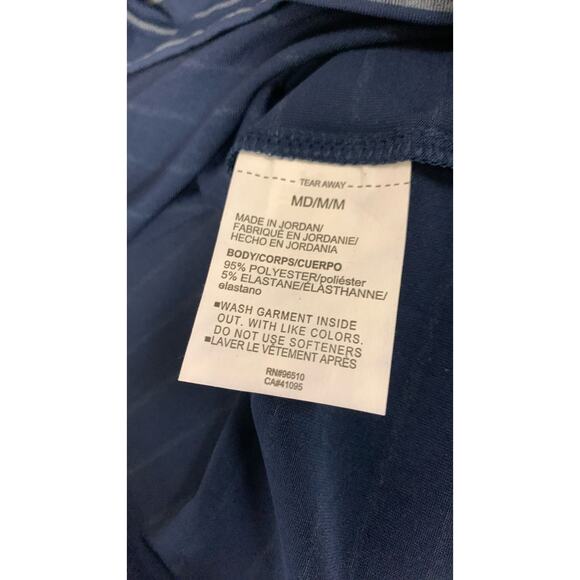 TEAR AWAY
MD/M/M
MADE IN JORDAN/
FABRIQUÉ EN JORDANIE/
HECHO EN JORDANIA
BODY/CORPS/CUERPO
95% POLYESTER/poliéster
5% ELASTANE/ÉLASTHANNE/
elastano
■WASH GARMENT INSIDE
OUT. WITH LIKE COLORS.
DO NOT USE SOFTENERS
■LAVER LE VÊTEMENT APRÈS
RN#96510
CA#41095